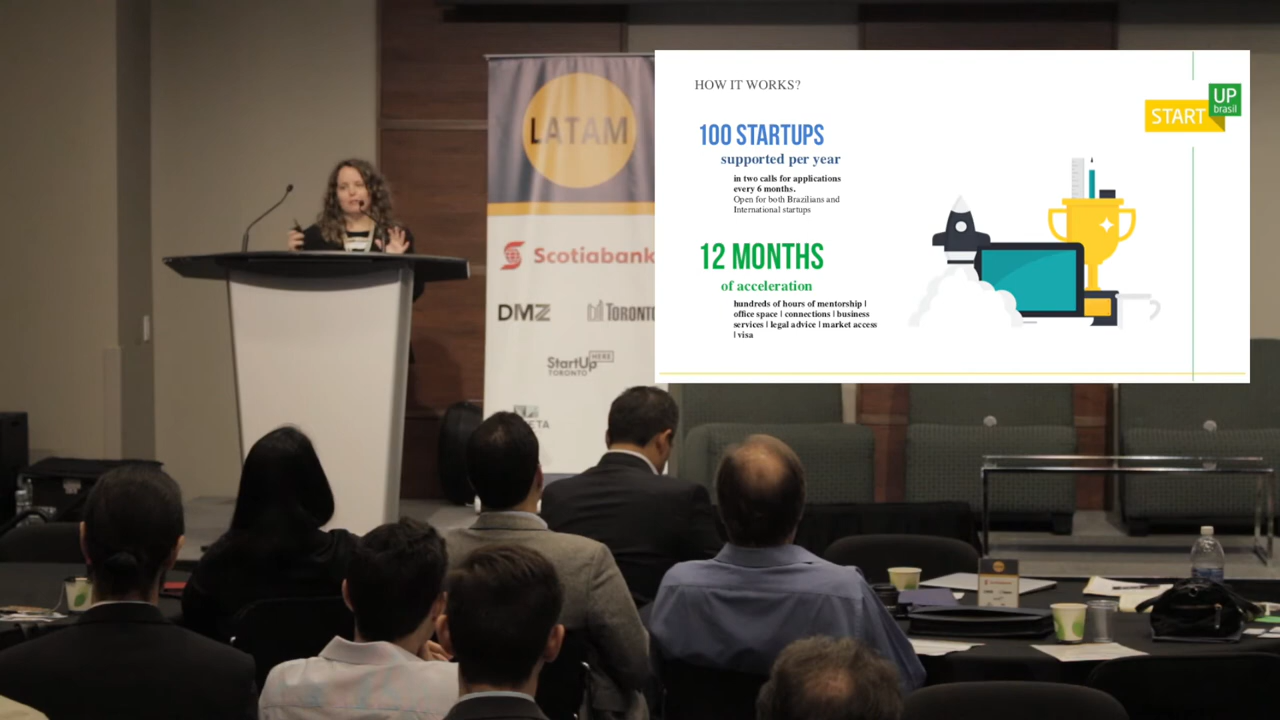 LATAM
Scotiabank
DMZ
TORONTO
StartUp HERE
TORONTO
HOW IT WORKS?
START UP
brasil
100 STARTUPS
supported per year
in two calls for applications
every 6 months.
Open for both Brazilians and
International startups
12 MONTHS
of acceleration
hundreds of hours of mentorship |
office space | connections | business
services | legal advice | market access
| visa